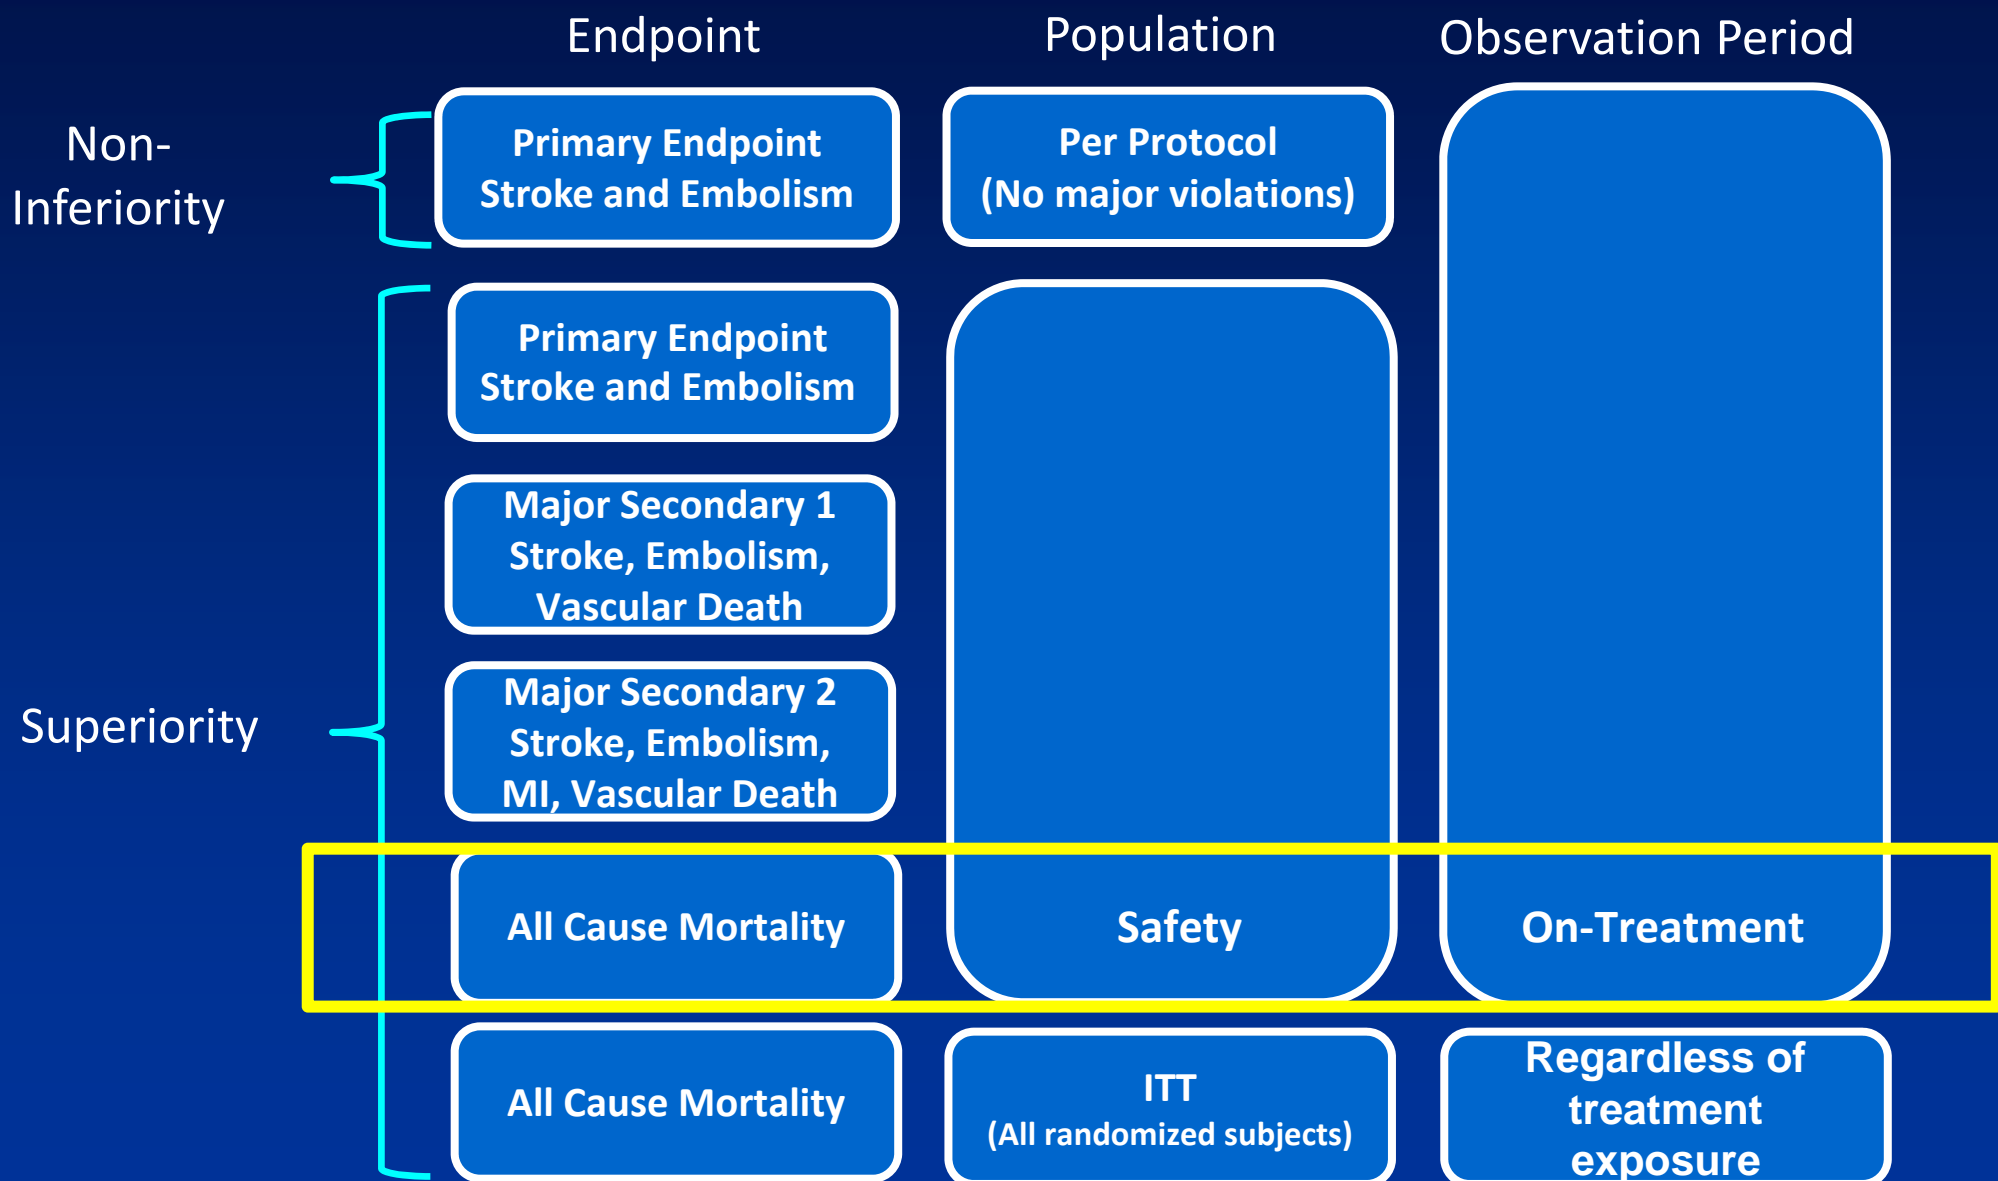 Endpoint
Population
Observation Period
Non-
Inferiority
Primary Endpoint
Stroke and Embolism
Per Protocol
(No major violations)
Superiority
Primary Endpoint
Stroke and Embolism
Major Secondary 1
Stroke, Embolism,
Vascular Death
Major Secondary 2
Stroke, Embolism,
MI, Vascular Death
All Cause Mortality
Safety
On-Treatment
All Cause Mortality
ITT
(All randomized subjects)
Regardless of
treatment
exposure